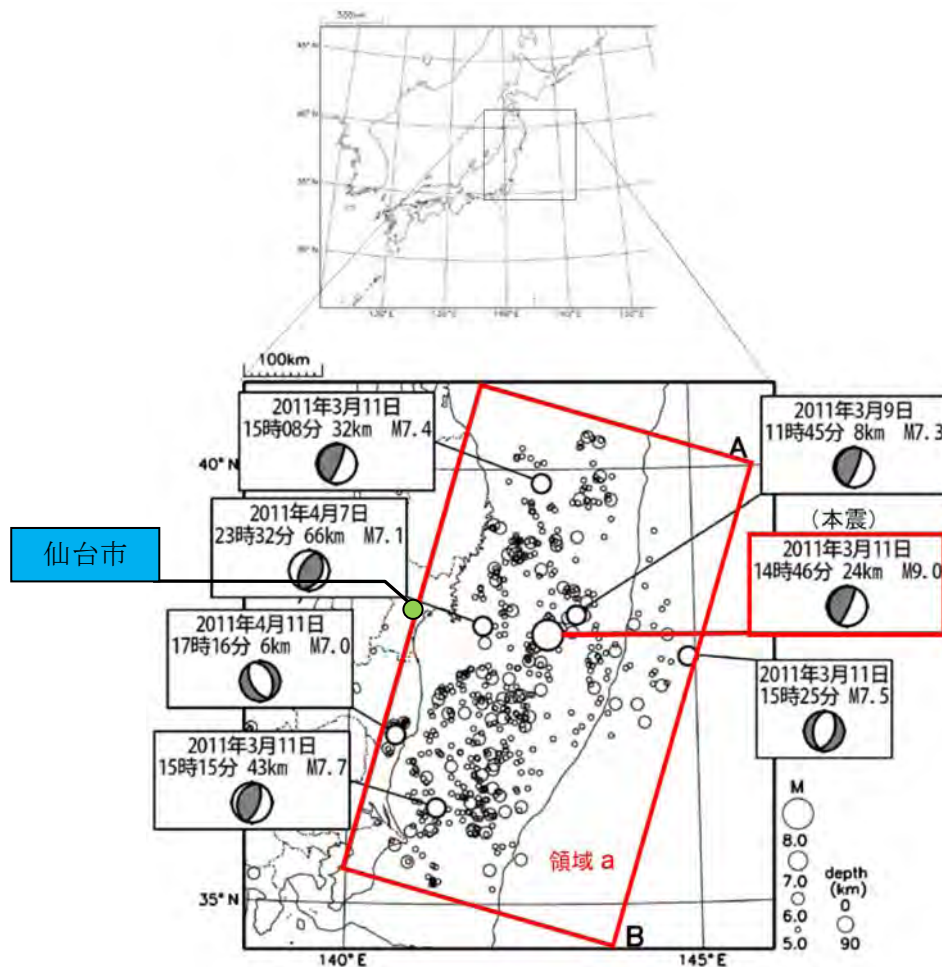 40°N
100km
2011年3月11日
15時08分 32km M7.4
2011年3月9日
11時45分 8km M7.3
A
40°N
2011年4月7日
23時32分 66km M7.1
(本震)
2011年3月11日
14時46分 24km M9.0
仙台市
2011年4月11日
17時16分 6km M7.0
2011年3月11日
15時25分 M7.5
2011年3月11日
15時15分 43km M7.7
M
8.0
7.0
6.0
5.0
depth
(km)
0
90
領域 a
35°N
B
140°E
145°E